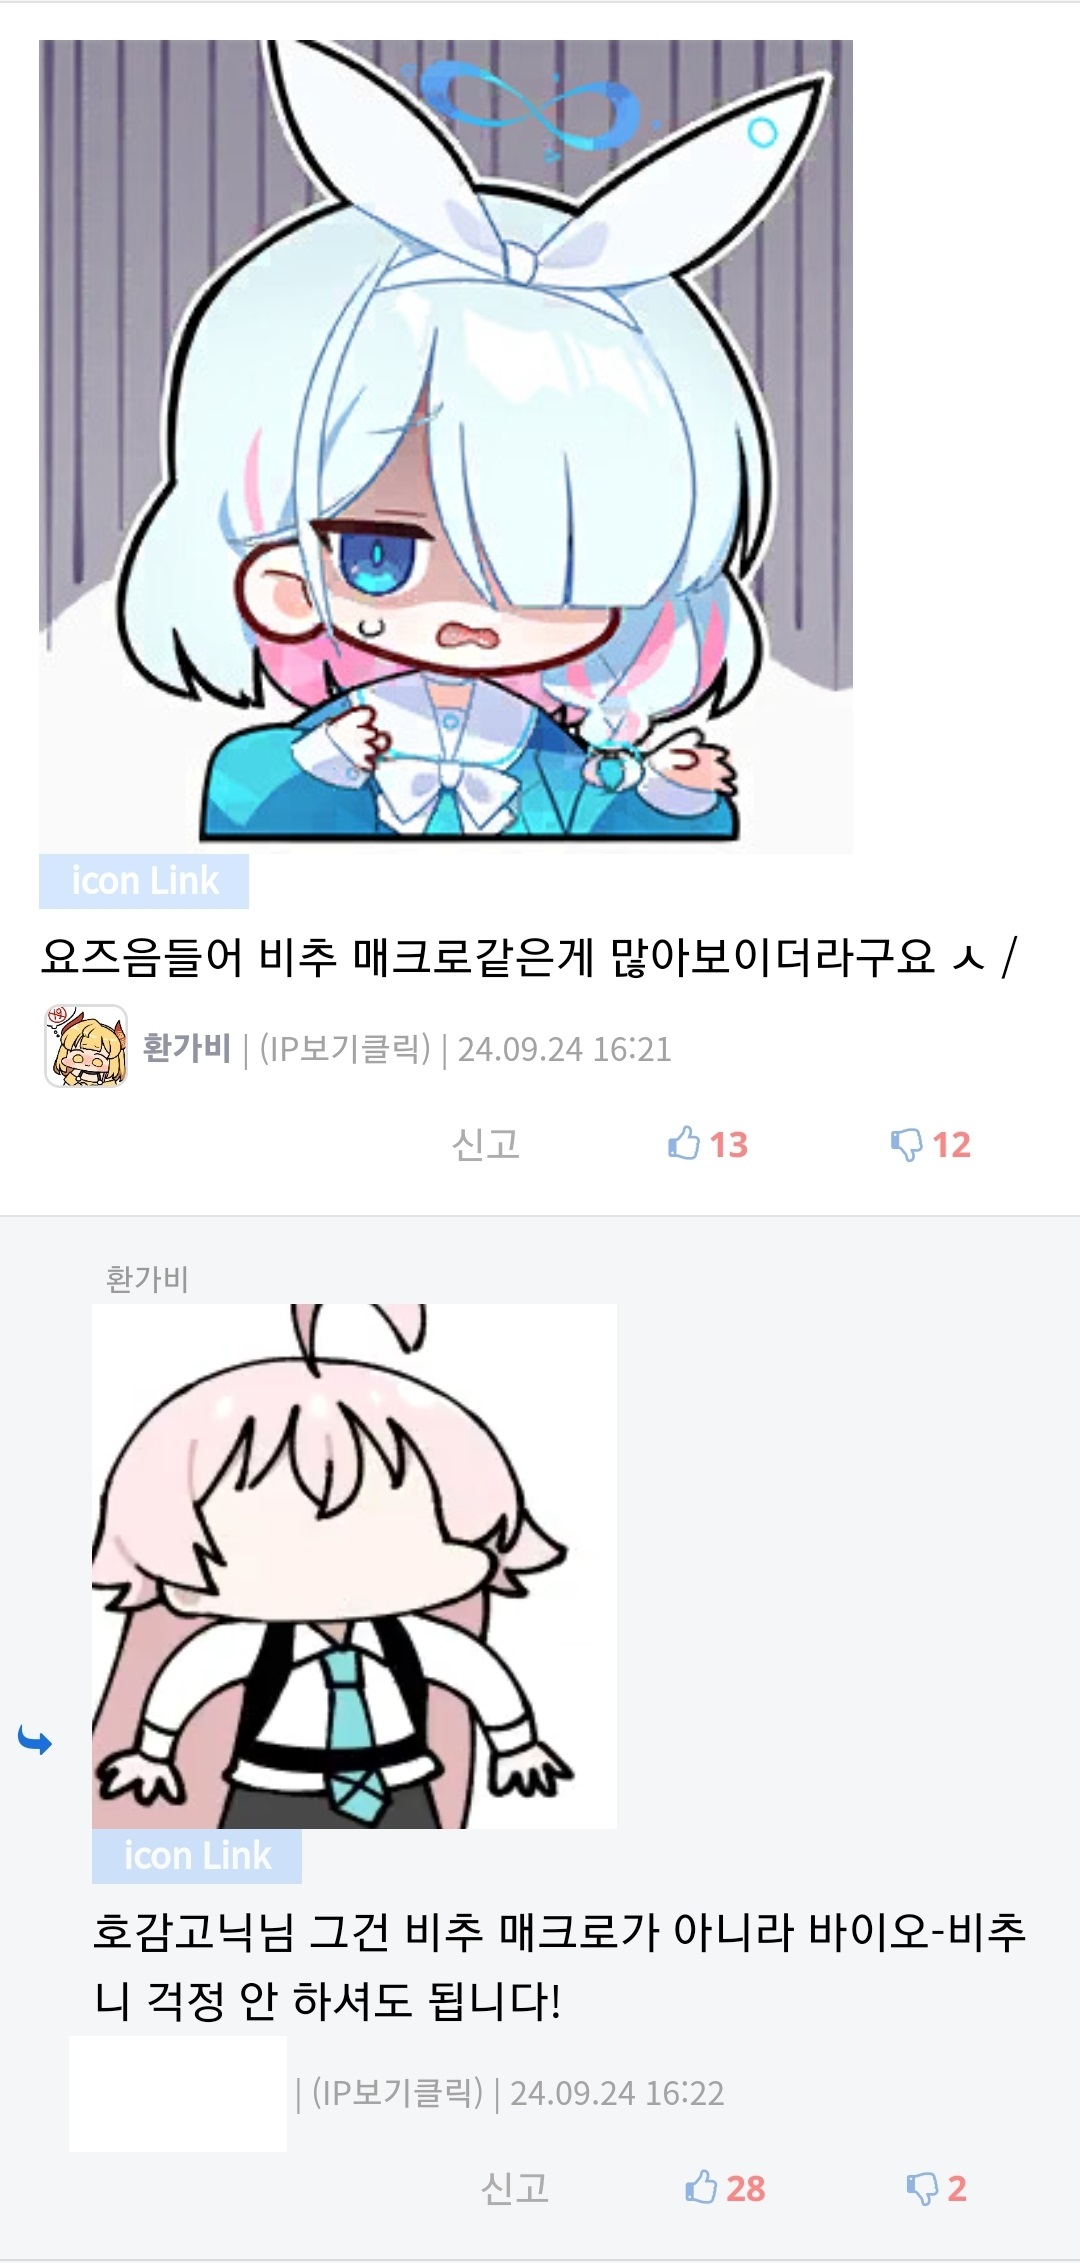 icon Link
요즈음들어 비추 매크로같은게 많아보이더라구요 ㅅ /
환가비 | (IP보기클릭) | 24.09.24 16:21
신고 13 12
환가비
icon Link
호감고닉님 그건 비추 매크로가 아니라 바이오-비추
니 걱정 안 하셔도 됩니다!
| (IP보기클릭) | 24.09.24 16:22
신고 28 2